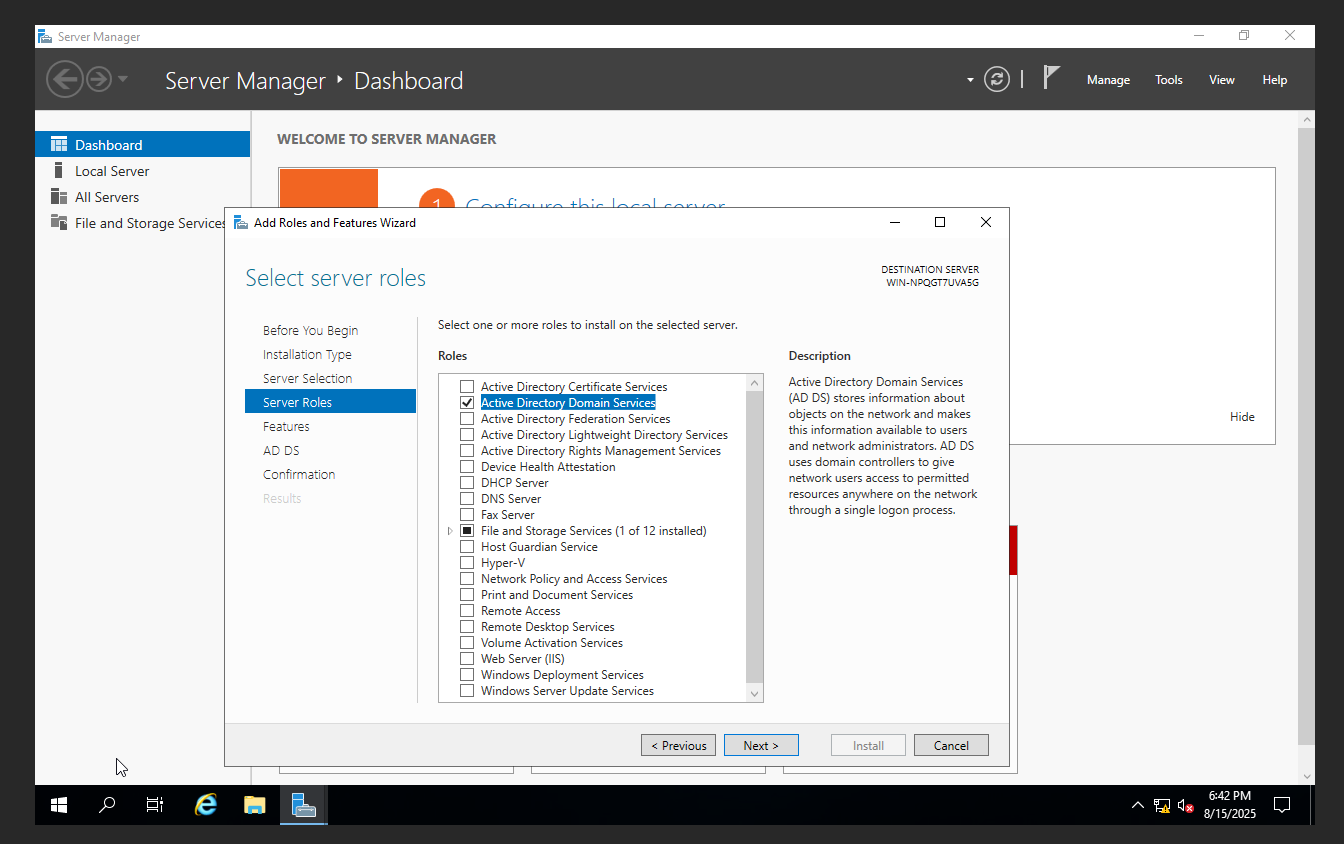 Server Manager
Server Manager ‣ Dashboard
Manage
Tools
View
Help
Dashboard
Local Server
All Servers
File and Storage Services
WELCOME TO SERVER MANAGER
1
Configure this local server
Hide
Add Roles and Features Wizard
Select server roles
DESTINATION SERVER
WIN-NPQGT7UVA5G
Before You Begin
Installation Type
Server Selection
Server Roles
Features
AD DS
Confirmation
Results
Select one or more roles to install on the selected server.
Roles
Active Directory Certificate Services
Active Directory Domain Services
Active Directory Federation Services
Active Directory Lightweight Directory Services
Active Directory Rights Management Services
Device Health Attestation
DHCP Server
DNS Server
Fax Server
File and Storage Services (1 of 12 installed)
Host Guardian Service
Hyper-V
Network Policy and Access Services
Print and Document Services
Remote Access
Remote Desktop Services
Volume Activation Services
Web Server (IIS)
Windows Deployment Services
Windows Server Update Services
Description
Active Directory Domain Services
(AD DS) stores information about
objects on the network and makes
this information available to users
and network administrators. AD DS
uses domain controllers to give
network users access to permitted
resources anywhere on the network
through a single logon process.
< Previous
Next >
Install
Cancel
6:42 PM
8/15/2025